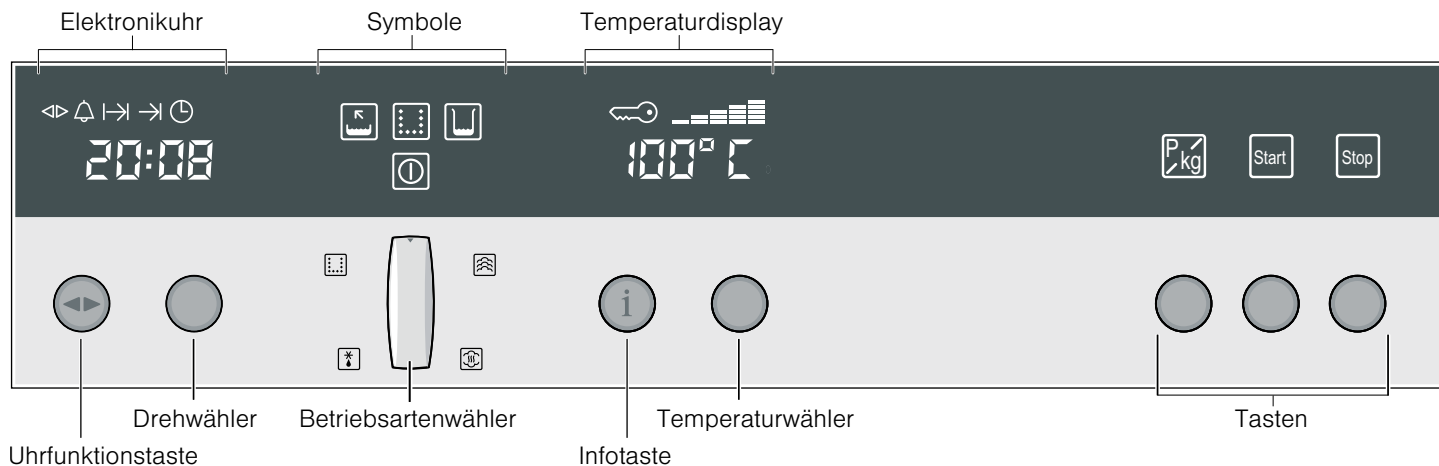 Elektronikuhr Symbole Temperaturdisplay
20:08 100°C P/kg Start Stop
i
Drehwähler Betriebsartenwähler Temperaturwähler Tasten
Uhrfunktionstaste Infotaste